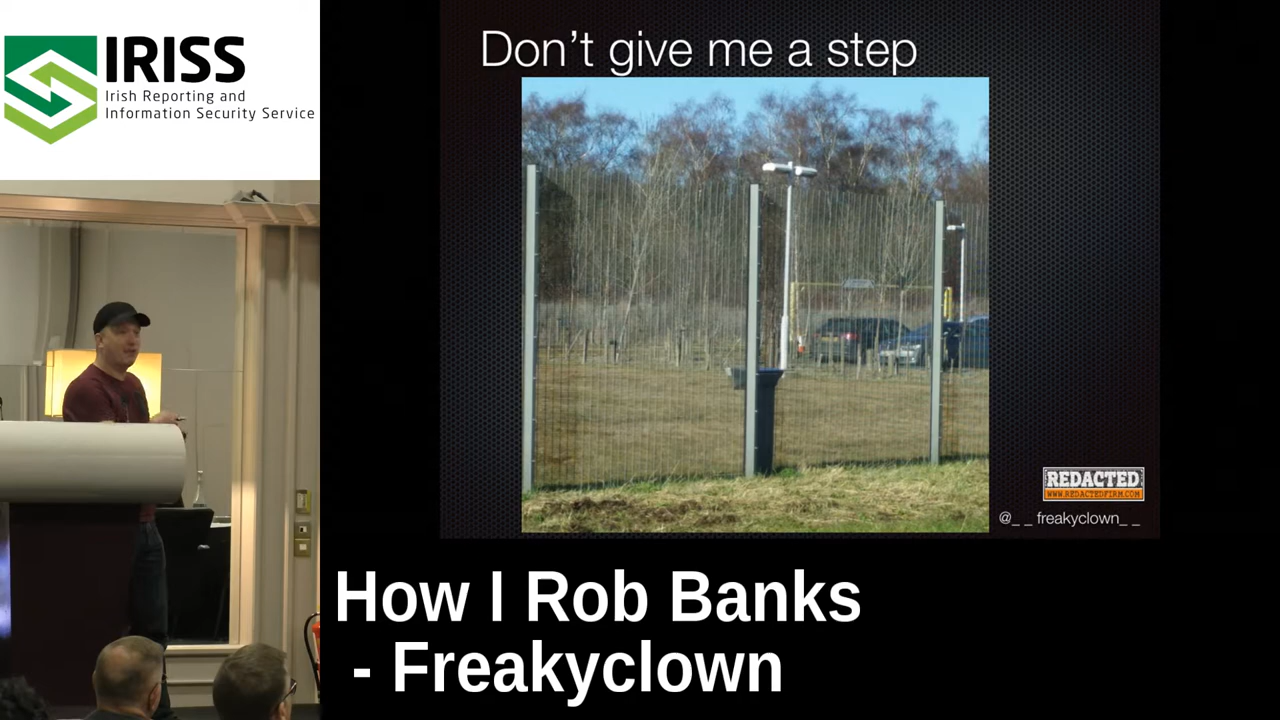 IRISS
Irish Reporting and
Information Security Service
Don't give me a step
REDACTED
WWW.REDACTEDFIRM.COM
@_ _ freakyclown_ _
How I Rob Banks
- Freakyclown